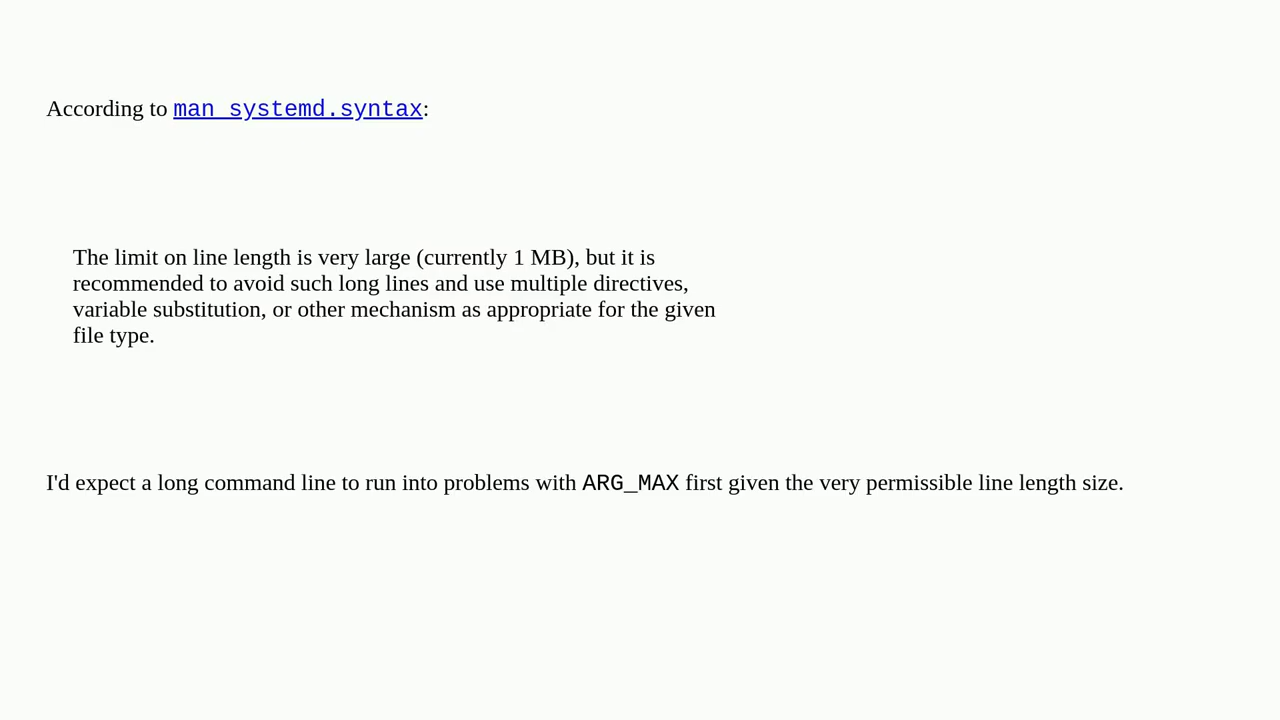 According to man systemd.syntax:
The limit on line length is very large (currently 1 MB), but it is
recommended to avoid such long lines and use multiple directives,
variable substitution, or other mechanism as appropriate for the given
file type.
I'd expect a long command line to run into problems with ARG_MAX first given the very permissible line length size.